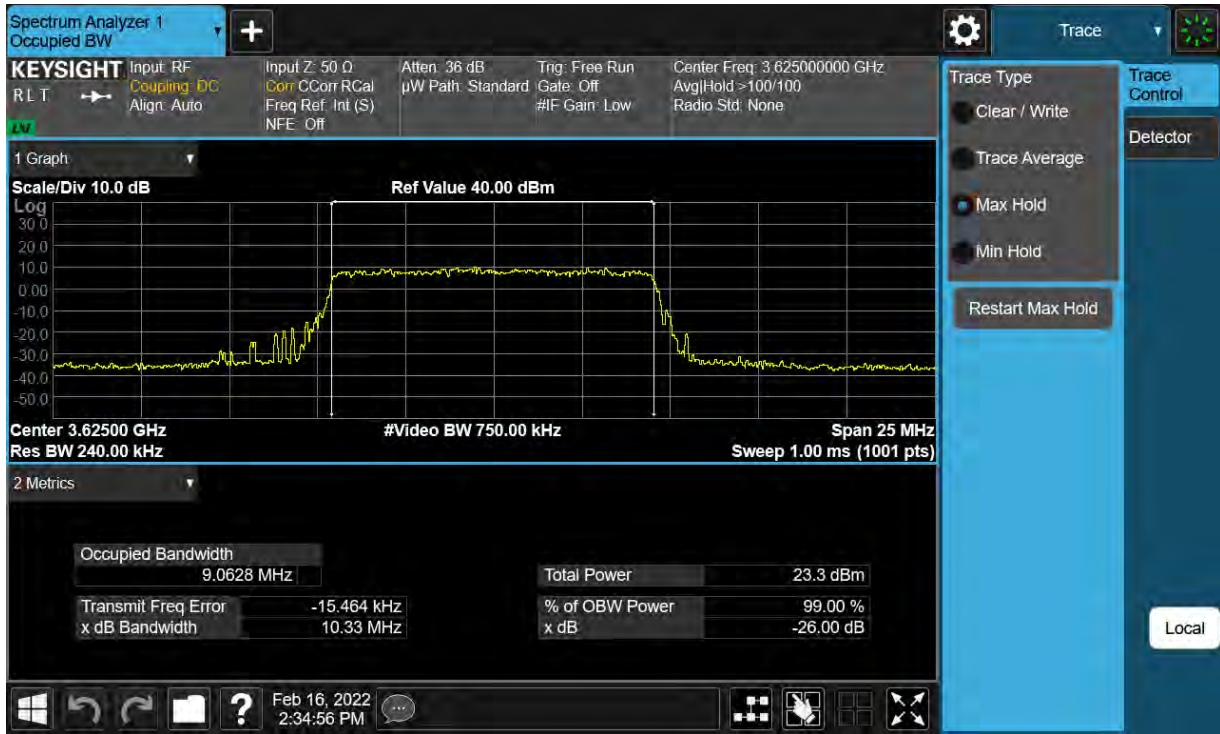 Spectrum Analyzer 1
Occupied BW
+
Trace
KEYSIGHT
R L T
LXI
Input: RF
Coupling: DC
Align: Auto
Input Z: 50 Ω
Corr CCorr RCal
Freq Ref: Int (S)
NFE: Off
Atten: 36 dB
µW Path: Standard
Trig: Free Run
Gate: Off
#IF Gain: Low
Center Freq: 3.625000000 GHz
Avg|Hold >100/100
Radio Std: None
1 Graph
Scale/Div 10.0 dB
Ref Value 40.00 dBm
Log
30.0
20.0
10.0
0.00
-10.0
-20.0
-30.0
-40.0
-50.0
Center 3.62500 GHz
#Video BW 750.00 kHz
Span 25 MHz
Res BW 240.00 kHz
Sweep 1.00 ms (1001 pts)
2 Metrics
Occupied Bandwidth
9.0628 MHz
Total Power 23.3 dBm
Transmit Freq Error -15.464 kHz
% of OBW Power 99.00 %
x dB Bandwidth 10.33 MHz
x dB -26.00 dB
?
Feb 16, 2022
2:34:56 PM
Trace Type
Clear / Write
Trace Average
Max Hold
Min Hold
Restart Max Hold
Trace
Control
Detector
Local